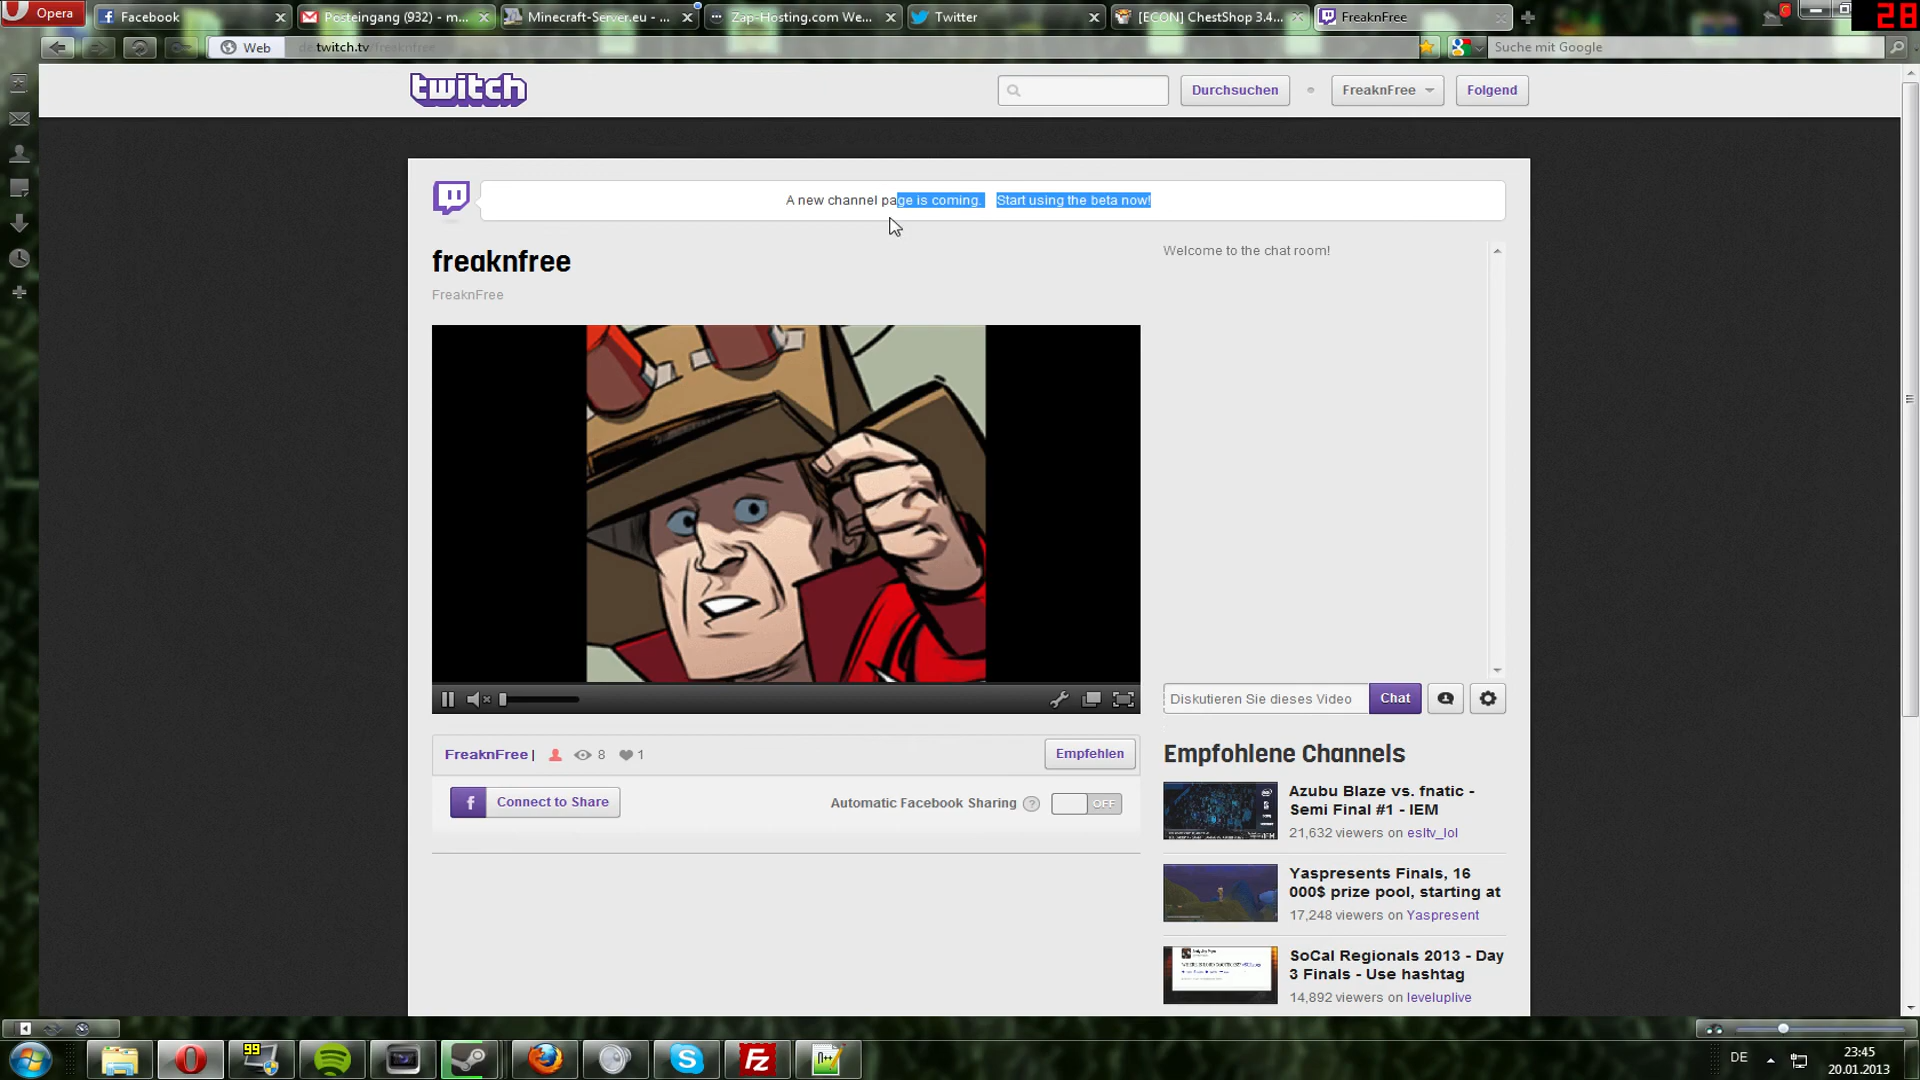 Opera
Facebook
Posteingang (932) - m...
Minecraft-Server.eu - ...
Zap-Hosting.com We...
Twitter
[ECON] ChestShop 3.4...
FreaknFree
28
Web
de.twitch.tv/freaknfree
Suche mit Google
twitch
Durchsuchen
FreaknFree
Folgend
A new channel page is coming. Start using the beta now!
freaknfree
FreaknFree
Welcome to the chat room!
Diskutieren Sie dieses Video
Chat
FreaknFree |
8
1
Empfehlen
Connect to Share
Automatic Facebook Sharing
?
OFF
Empfohlene Channels
Azubu Blaze vs. fnatic -
Semi Final #1 - IEM
21,632 viewers on esltv_lol
Yaspresents Finals, 16
000$ prize pool, starting at
17,248 viewers on Yaspresent
SoCal Regionals 2013 - Day
3 Finals - Use hashtag
14,892 viewers on leveluplive
99
DE
23:45
20.01.2013